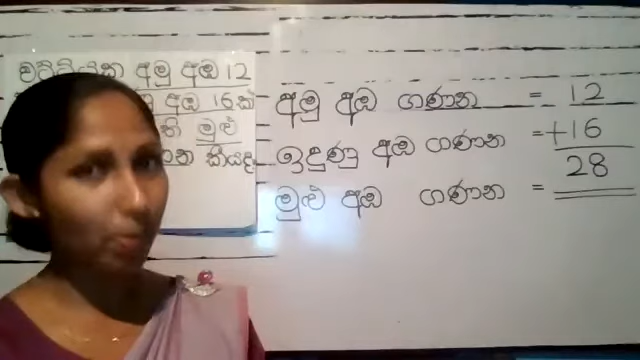 වට්ටියක අමු අඹ 12
අඹ 16ක්
ති මුළු
කීයද
අමු අඹ ගණන = 12
ඉදුණු අඹ ගණන = +16
මුළු අඹ ගණන = 28